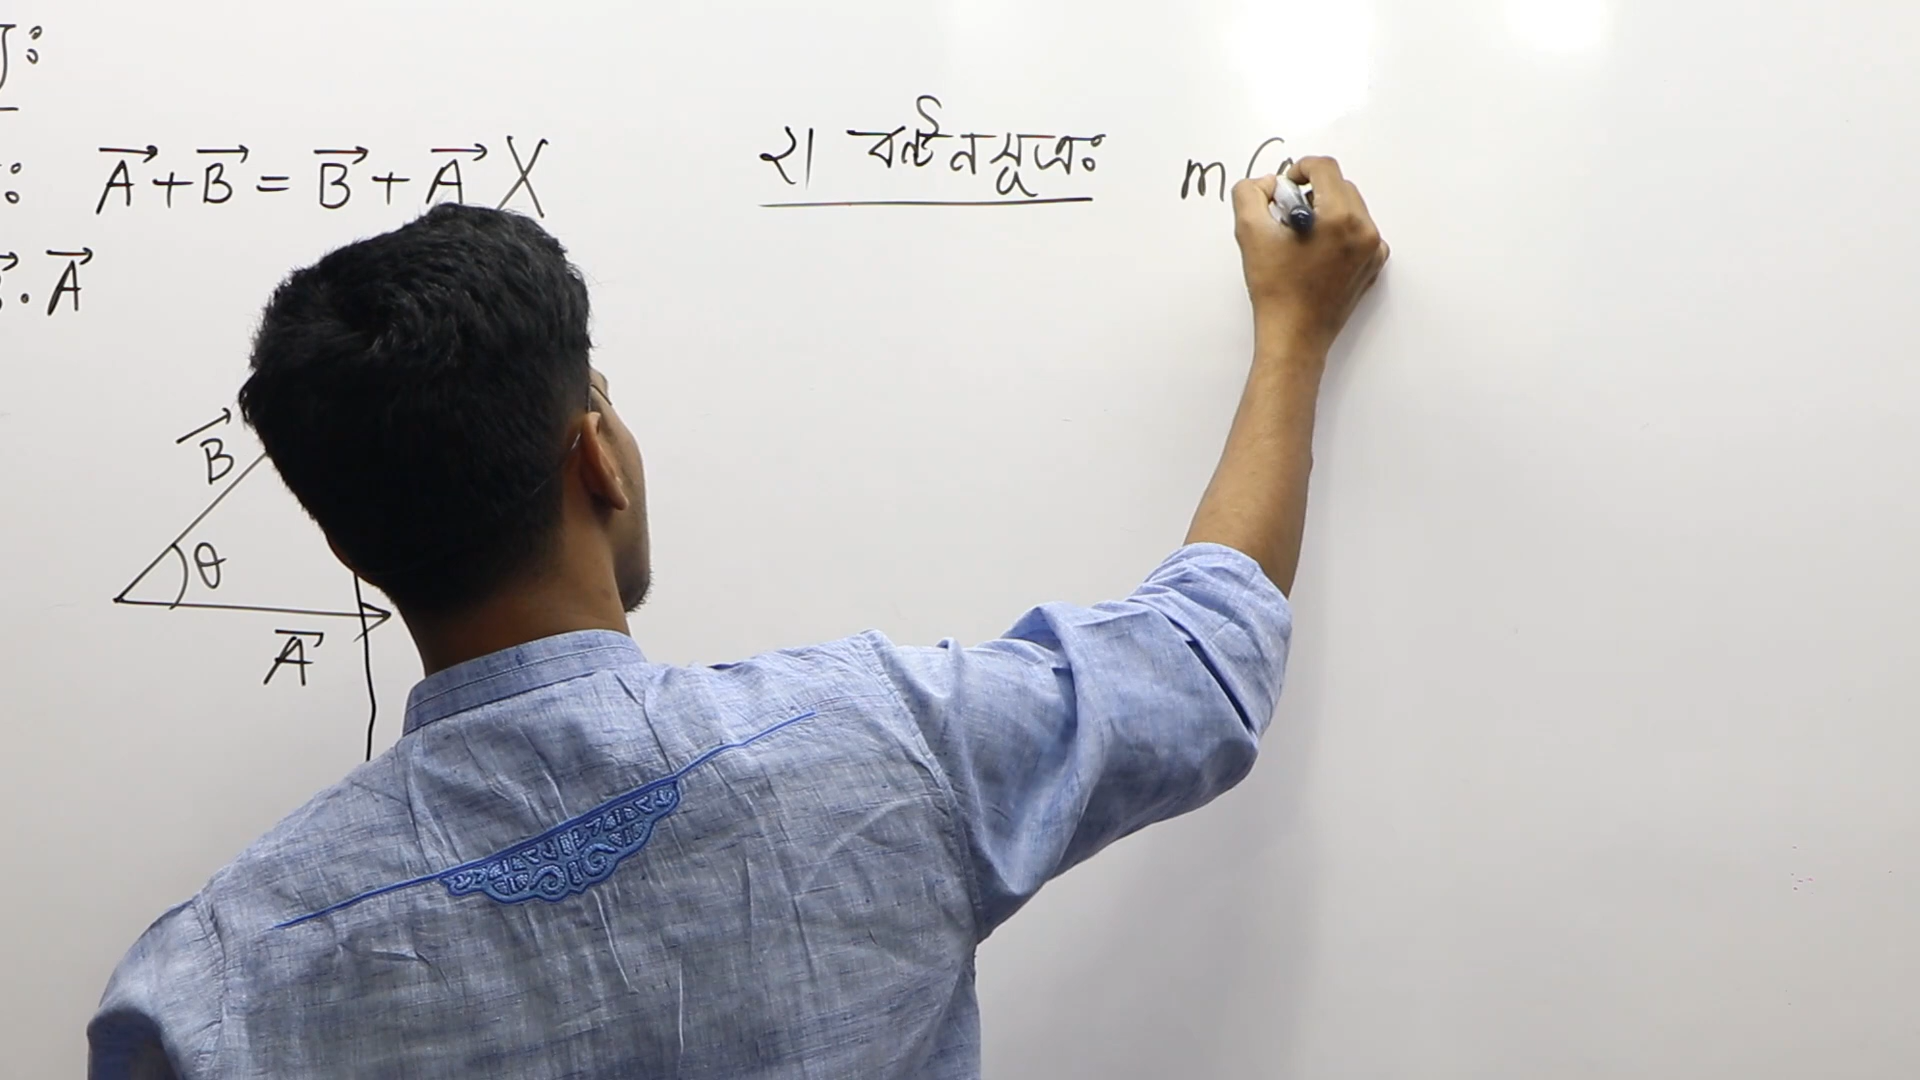 ঃ
A⃗ + B⃗ = B⃗ + A⃗ X
. A⃗
B⃗
θ
A⃗
২। বন্টনসূত্রঃ m (